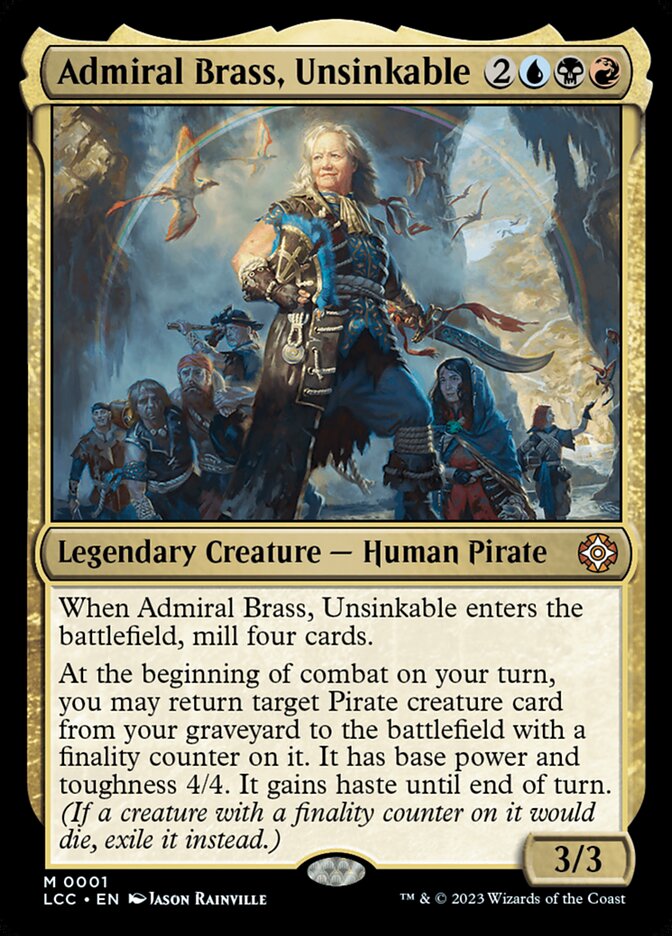 Admiral Brass, Unsinkable 2
Legendary Creature — Human Pirate
When Admiral Brass, Unsinkable enters the
battlefield, mill four cards.
At the beginning of combat on your turn,
you may return target Pirate creature card
from your graveyard to the battlefield with a
finality counter on it. It has base power and
toughness 4/4. It gains haste until end of turn.
(If a creature with a finality counter on it would
die, exile it instead.)
3/3
M 0001
LCC • EN Jason Rainville
™ & © 2023 Wizards of the Coast